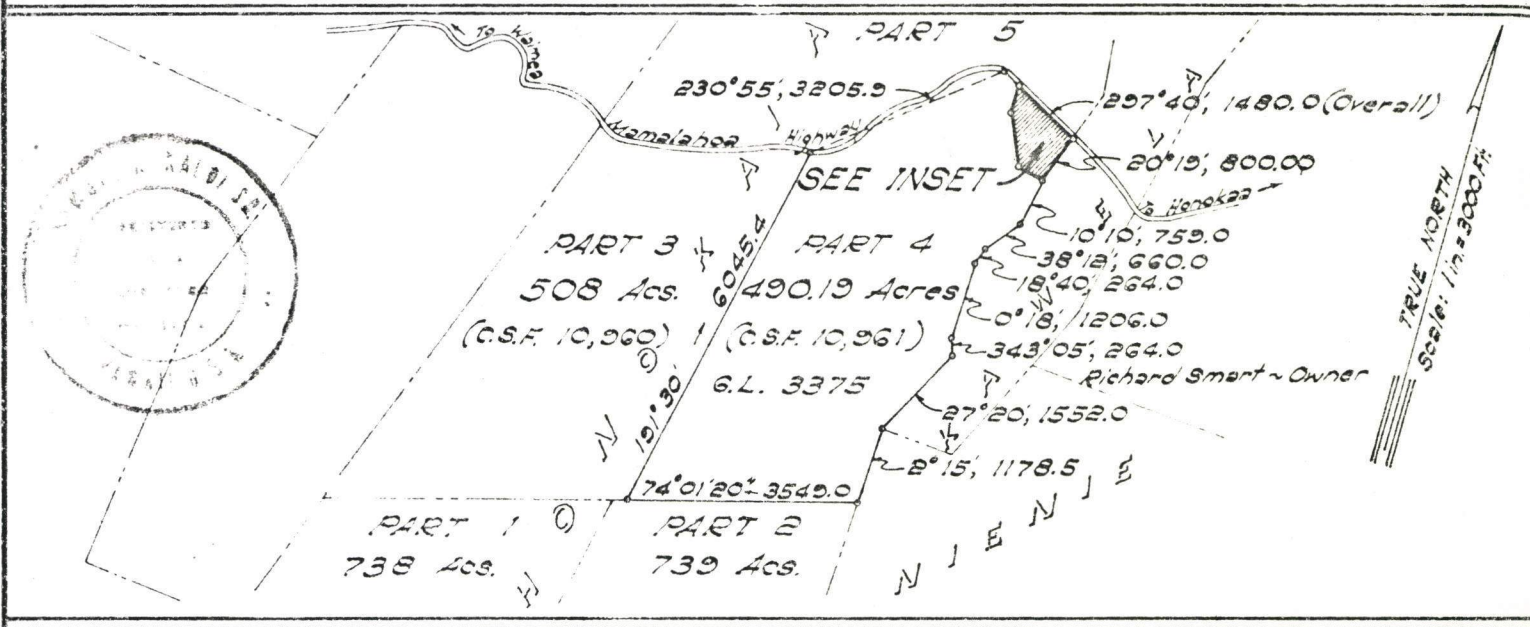 PART 5
To Waimea
230°55', 3205.9
297°40', 1480.0 (Overall)
Mamalahoa Highway
20°19', 800.00
SEE INSET
To Honokaa
10°10', 759.0
PART 3
508 Acs.
(C.S.F. 10,960)
6045.4
191°30'
PART 4
490.19 Acres
(C.S.F. 10,961)
G.L. 3375
38°12', 660.0
18°40', 264.0
0°18', 1206.0
343°05', 264.0
Richard Smart ~ Owner
27°20', 1552.0
2°15', 1178.5
74°01'20" - 3549.0
PART 1
738 Acs.
PART 2
739 Acs.
NIENIE
TRUE NORTH
Scale: 1 in. = 3000 Ft.